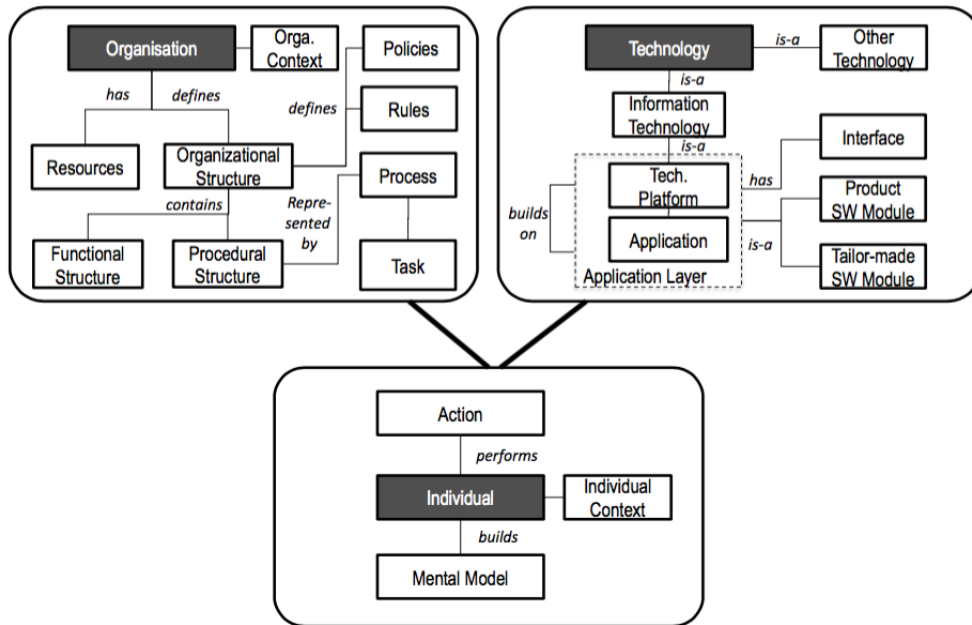 Organisation
Orga.
Context
Policies
has
defines
defines
Rules
Resources
Organizational
Structure
Process
contains
Repre-
sented
by
Functional
Structure
Procedural
Structure
Task
Technology
is-a
Other
Technology
is-a
Information
Technology
Interface
is-a
Tech.
Platform
has
Product
SW Module
builds
on
Application
is-a
Application Layer
Tailor-made
SW Module
Action
performs
Individual
Individual
Context
builds
Mental Model